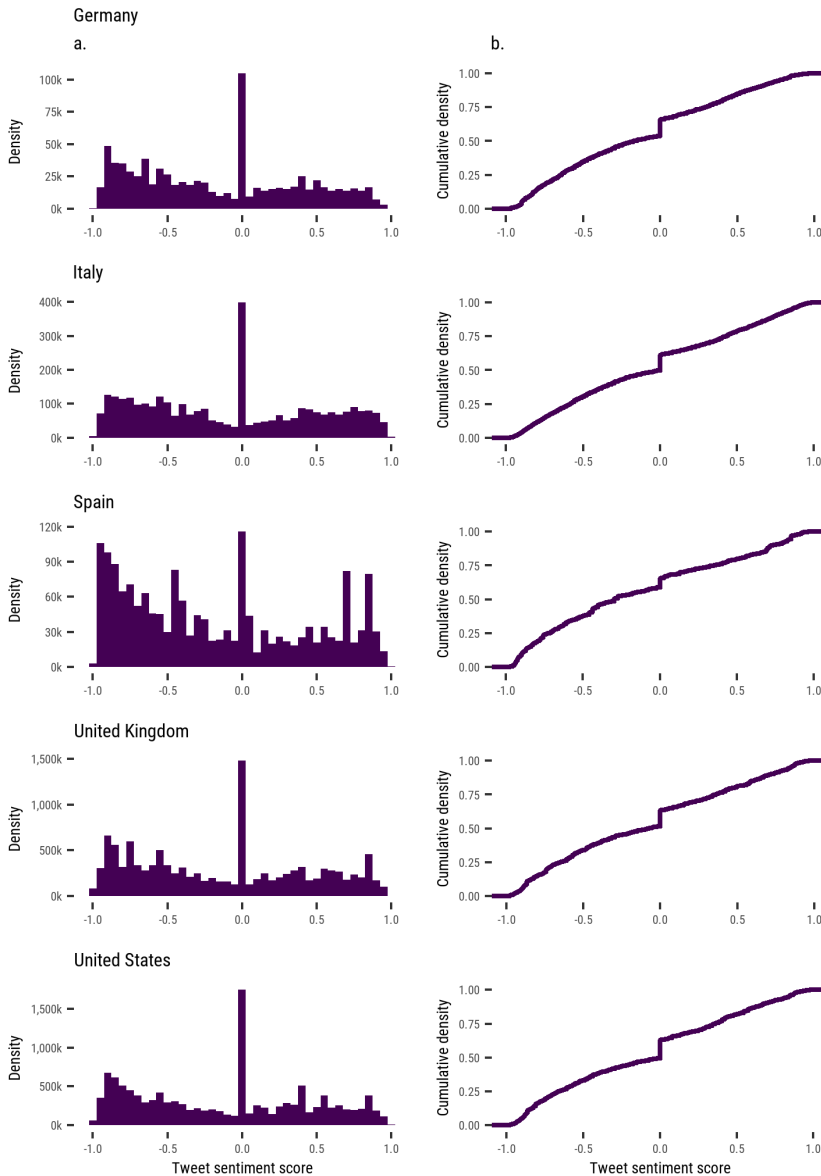 Germany
a.
b.
Density
100k
75k
50k
25k
0k
-1.0
-0.5
0.0
0.5
1.0
Cumulative density
1.00
0.75
0.50
0.25
0.00
-1.0
-0.5
0.0
0.5
1.0
Italy
Density
400k
300k
200k
100k
0k
-1.0
-0.5
0.0
0.5
1.0
Cumulative density
1.00
0.75
0.50
0.25
0.00
-1.0
-0.5
0.0
0.5
1.0
Spain
Density
120k
90k
60k
30k
0k
-1.0
-0.5
0.0
0.5
1.0
Cumulative density
1.00
0.75
0.50
0.25
0.00
-1.0
-0.5
0.0
0.5
1.0
United Kingdom
Density
1,500k
1,000k
500k
0k
-1.0
-0.5
0.0
0.5
1.0
Cumulative density
1.00
0.75
0.50
0.25
0.00
-1.0
-0.5
0.0
0.5
1.0
United States
Density
1,500k
1,000k
500k
0k
-1.0
-0.5
0.0
0.5
1.0
Tweet sentiment score
Cumulative density
1.00
0.75
0.50
0.25
0.00
-1.0
-0.5
0.0
0.5
1.0
Tweet sentiment score